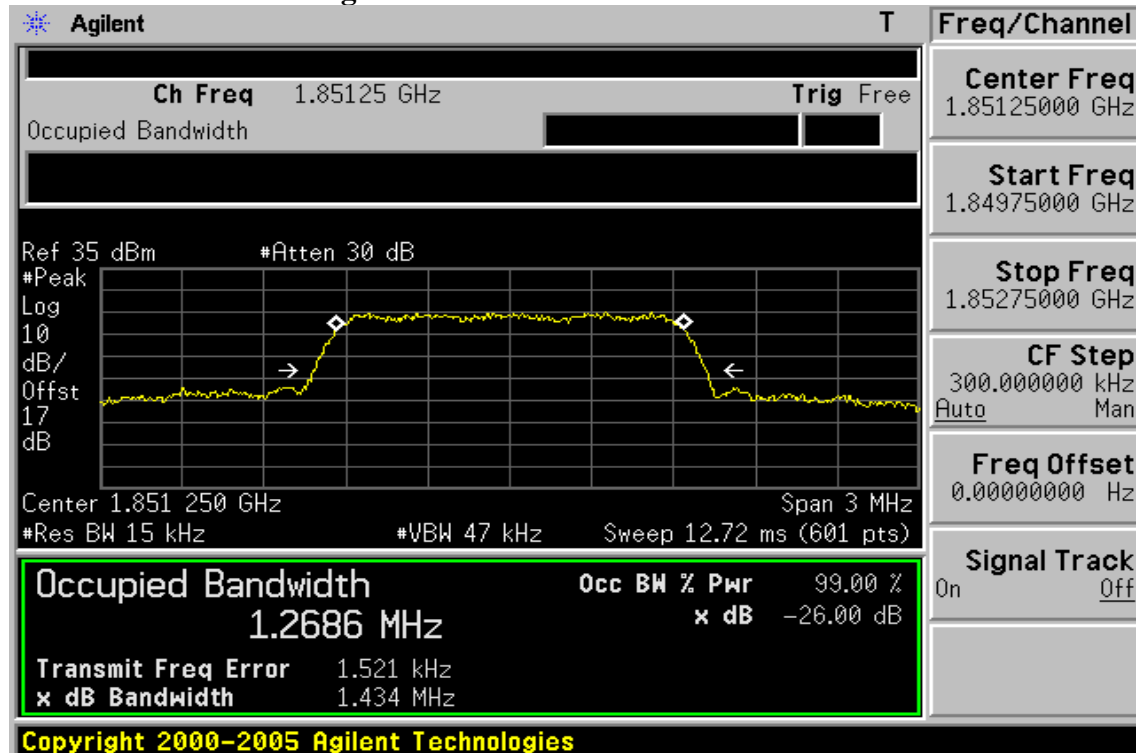 Agilent T
Freq/Channel
Ch Freq 1.85125 GHz Trig Free
Occupied Bandwidth
Center Freq
1.85125000 GHz
Start Freq
1.84975000 GHz
Stop Freq
1.85275000 GHz
CF Step
300.000000 kHz
Auto Man
Freq Offset
0.00000000 Hz
Signal Track
On Off
Ref 35 dBm #Atten 30 dB
#Peak
Log
10
dB/
Offst
17
dB
Center 1.851 250 GHz Span 3 MHz
#Res BW 15 kHz #VBW 47 kHz Sweep 12.72 ms (601 pts)
Occupied Bandwidth
1.2686 MHz
Occ BW % Pwr 99.00 %
x dB -26.00 dB
Transmit Freq Error 1.521 kHz
x dB Bandwidth 1.434 MHz
Copyright 2000-2005 Agilent Technologies